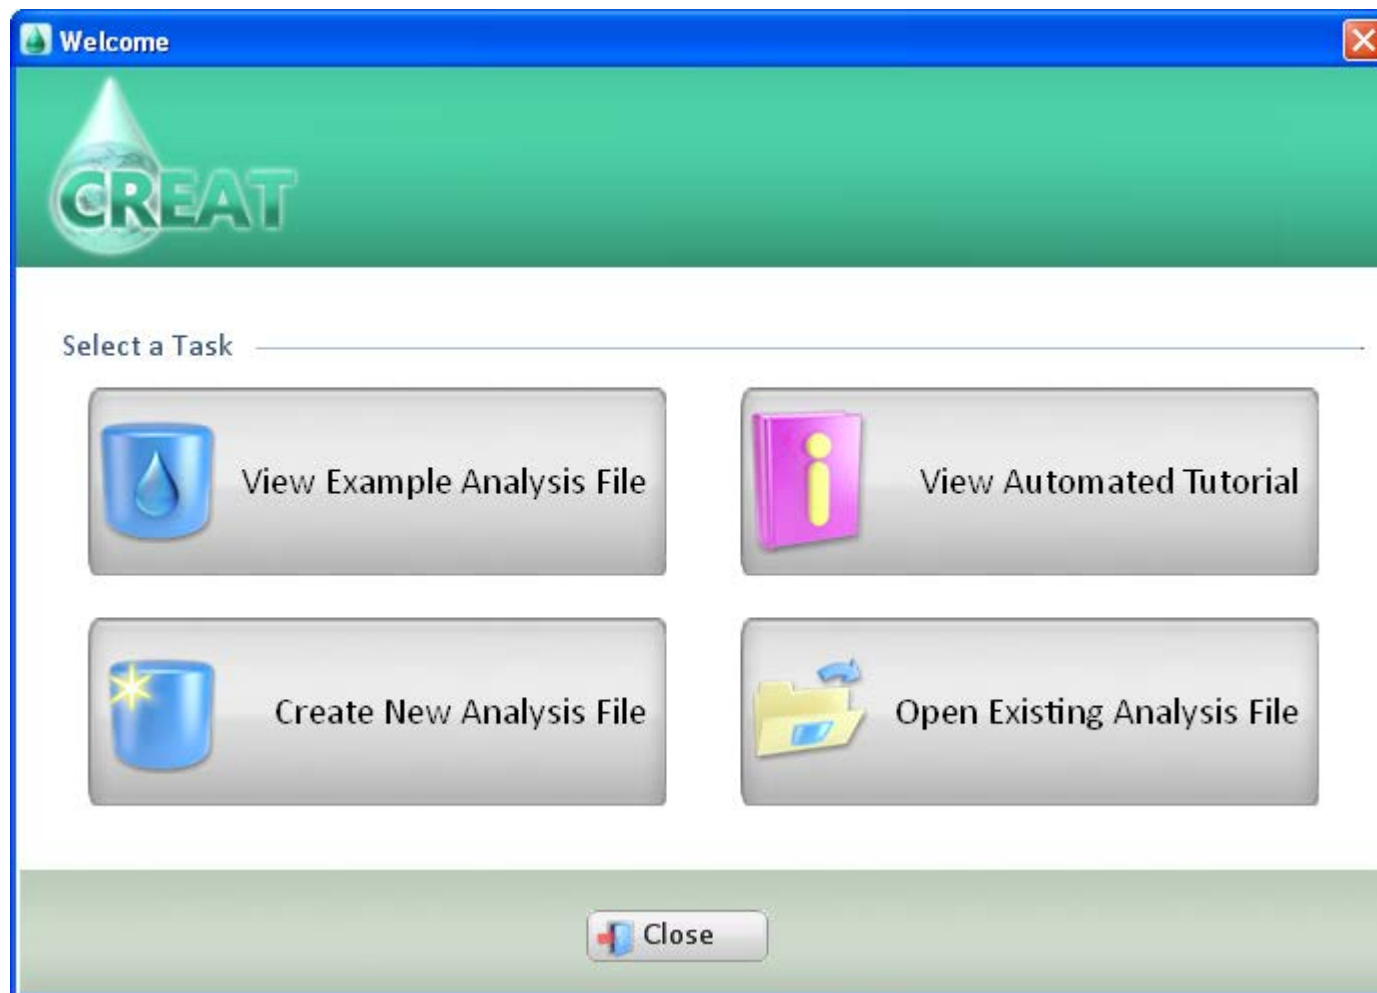 Welcome
CREAT
Select a Task
View Example Analysis File
View Automated Tutorial
Create New Analysis File
Open Existing Analysis File
Close